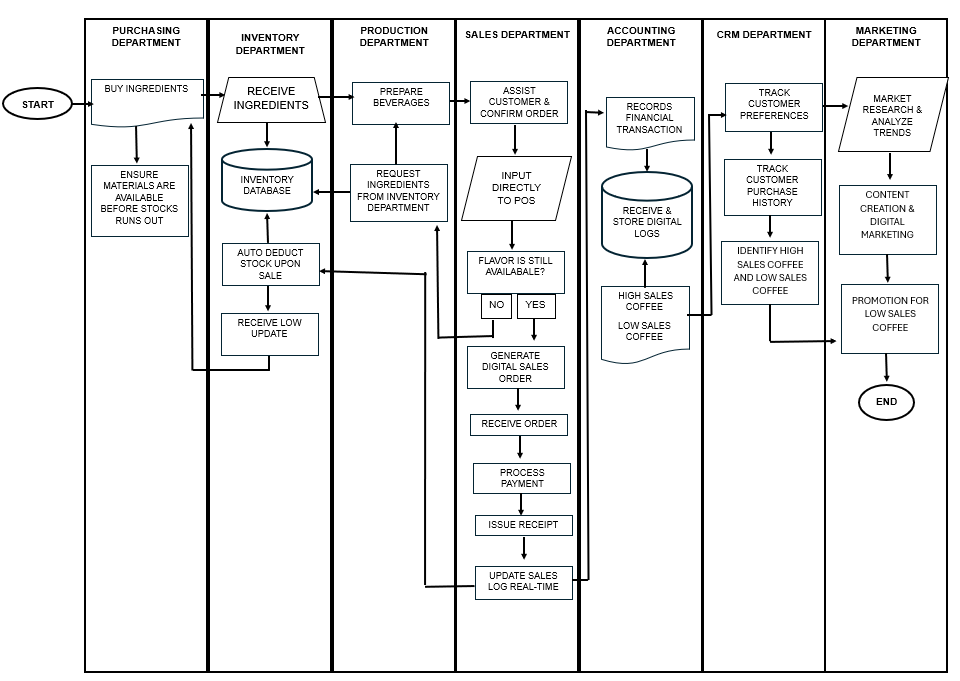 PURCHASING
DEPARTMENT
INVENTORY
DEPARTMENT
PRODUCTION
DEPARTMENT
SALES DEPARTMENT
ACCOUNTING
DEPARTMENT
CRM DEPARTMENT
MARKETING
DEPARTMENT
START
BUY INGREDIENTS
ENSURE
MATERIALS ARE
AVAILABLE
BEFORE STOCKS
RUNS OUT
RECEIVE
INGREDIENTS
INVENTORY
DATABASE
AUTO DEDUCT
STOCK UPON
SALE
RECEIVE LOW
UPDATE
PREPARE
BEVERAGES
REQUEST
INGREDIENTS
FROM INVENTORY
DEPARTMENT
ASSIST
CUSTOMER &
CONFIRM ORDER
INPUT
DIRECTLY
TO POS
FLAVOR IS STILL
AVAILABALE?
NO
YES
GENERATE
DIGITAL SALES
ORDER
RECEIVE ORDER
PROCESS
PAYMENT
ISSUE RECEIPT
UPDATE SALES
LOG REAL-TIME
RECORDS
FINANCIAL
TRANSACTION
RECEIVE &
STORE DIGITAL
LOGS
HIGH SALES
COFFEE
LOW SALES
COFFEE
TRACK
CUSTOMER
PREFERENCES
TRACK
CUSTOMER
PURCHASE
HISTORY
IDENTIFY HIGH
SALES COFFEE
AND LOW SALES
COFFEE
MARKET
RESEARCH &
ANALYZE
TRENDS
CONTENT
CREATION &
DIGITAL
MARKETING
PROMOTION FOR
LOW SALES
COFFEE
END